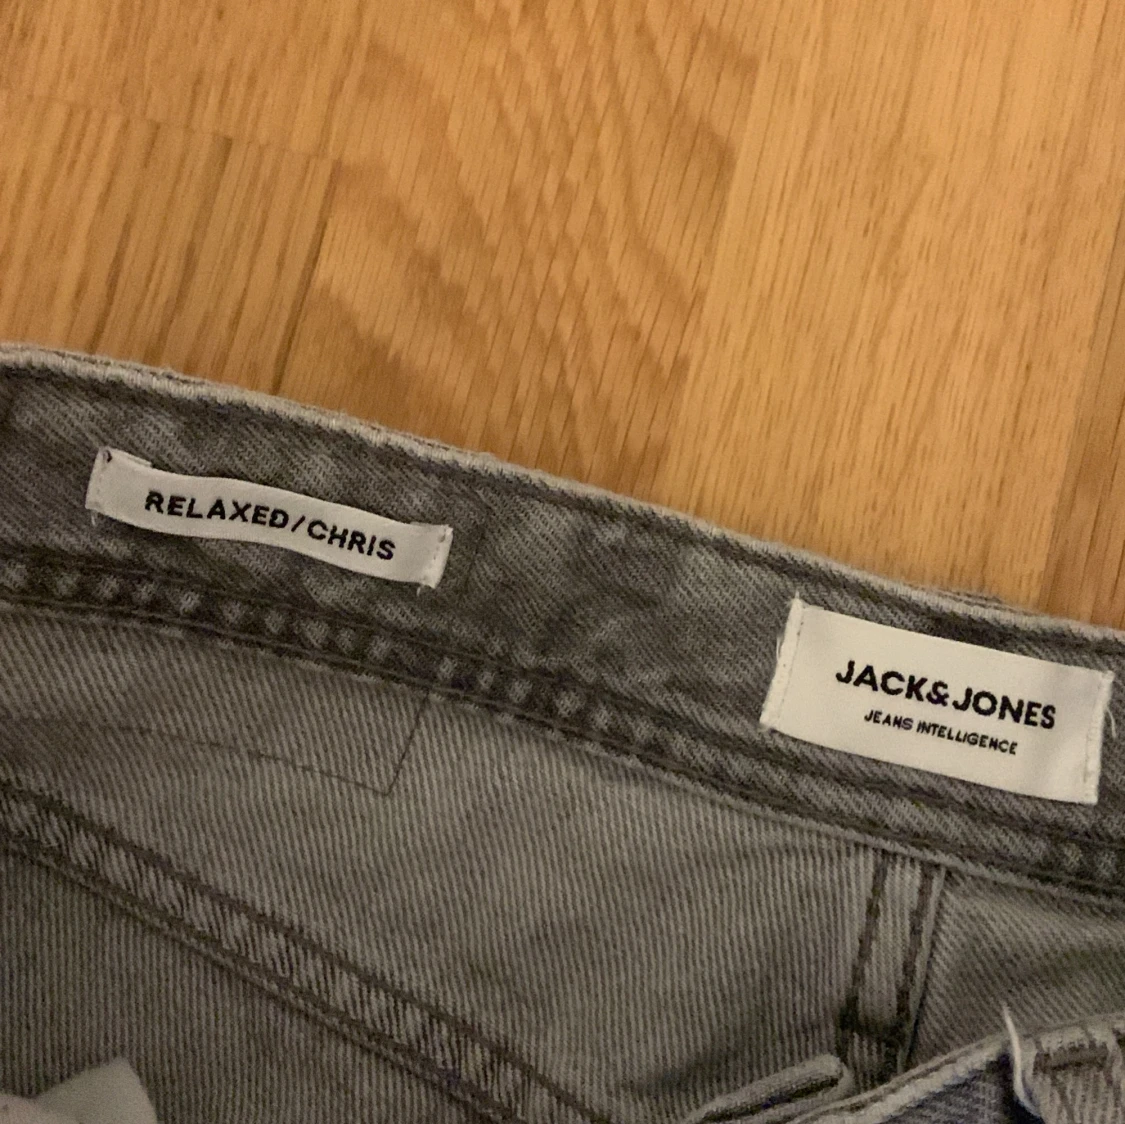 RELAXED/CHRIS
JACK&JONES
JEANS INTELLIGENCE